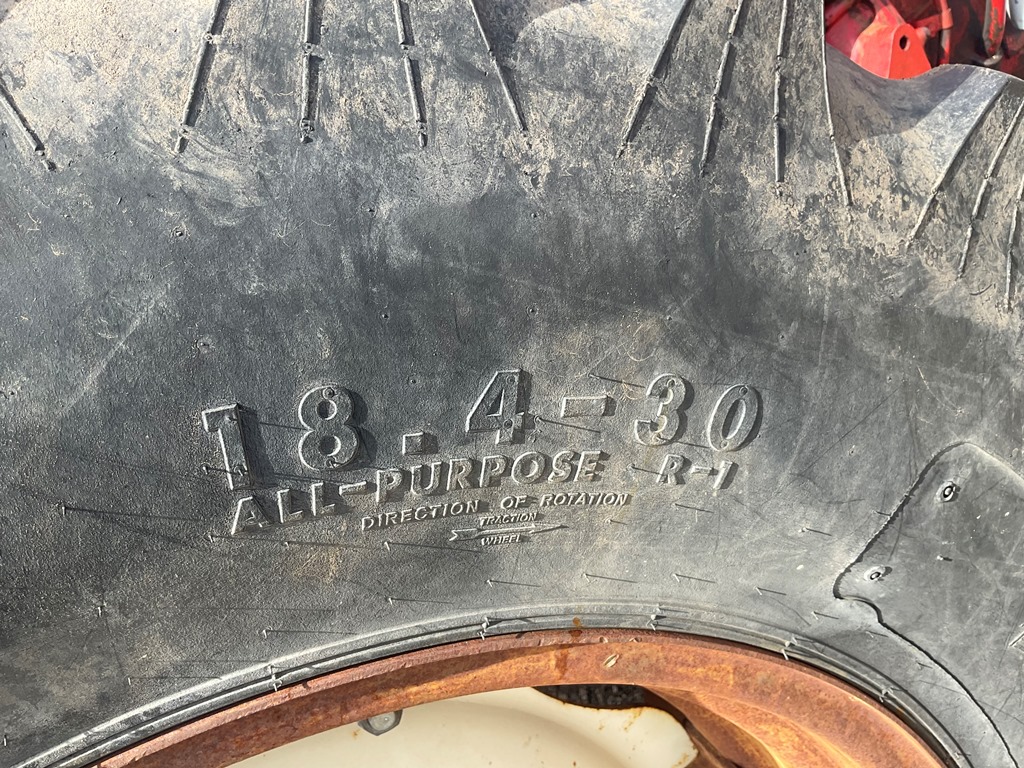 18.4-30
ALL-PURPOSE R-1
DIRECTION OF ROTATION
TRACTION
WHEEL